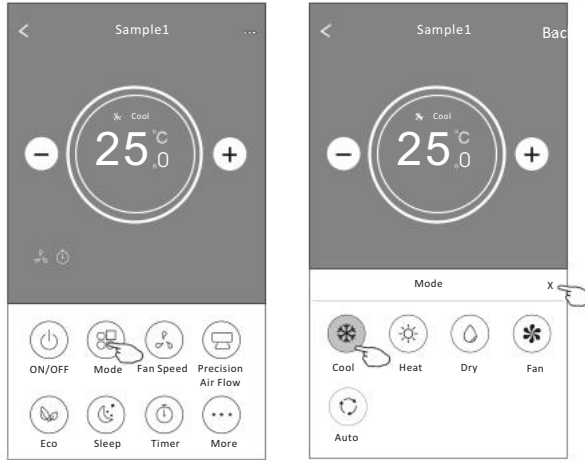 Sample1
...
Cool
25.0°C
ON/OFF
Mode
Fan Speed
Precision
Air Flow
Eco
Sleep
Timer
More
Sample1
Bac
Cool
25.0°C
Mode
X
Cool
Heat
Dry
Fan
Auto